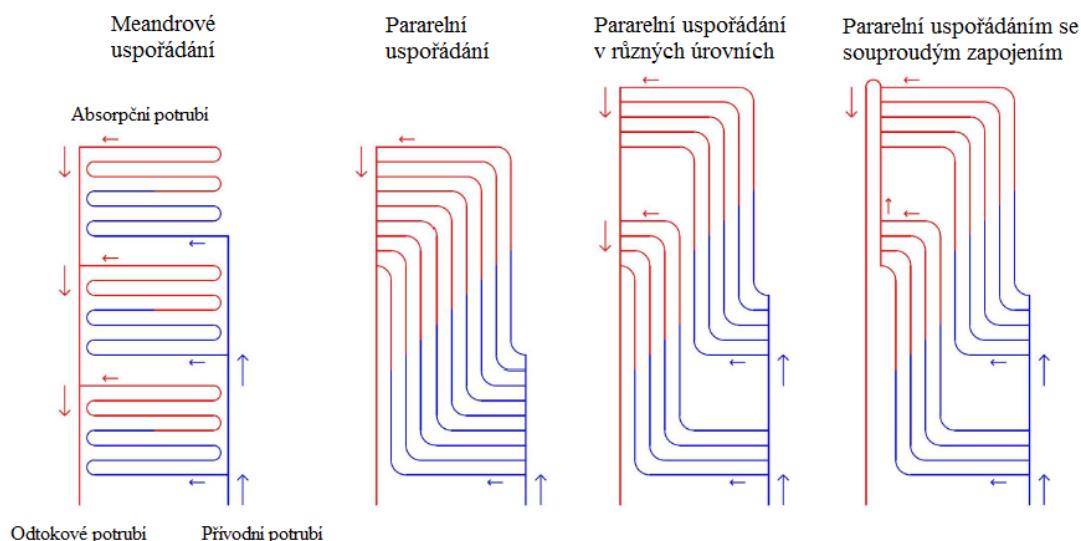 Meandrové
uspořádání
Pararelní
uspořádání
Pararelní uspořádání
v různých úrovních
Pararelní uspořádáním se
souproudým zapojením
Absorpční potrubí
Odtokové potrubí
Přívodní potrubí